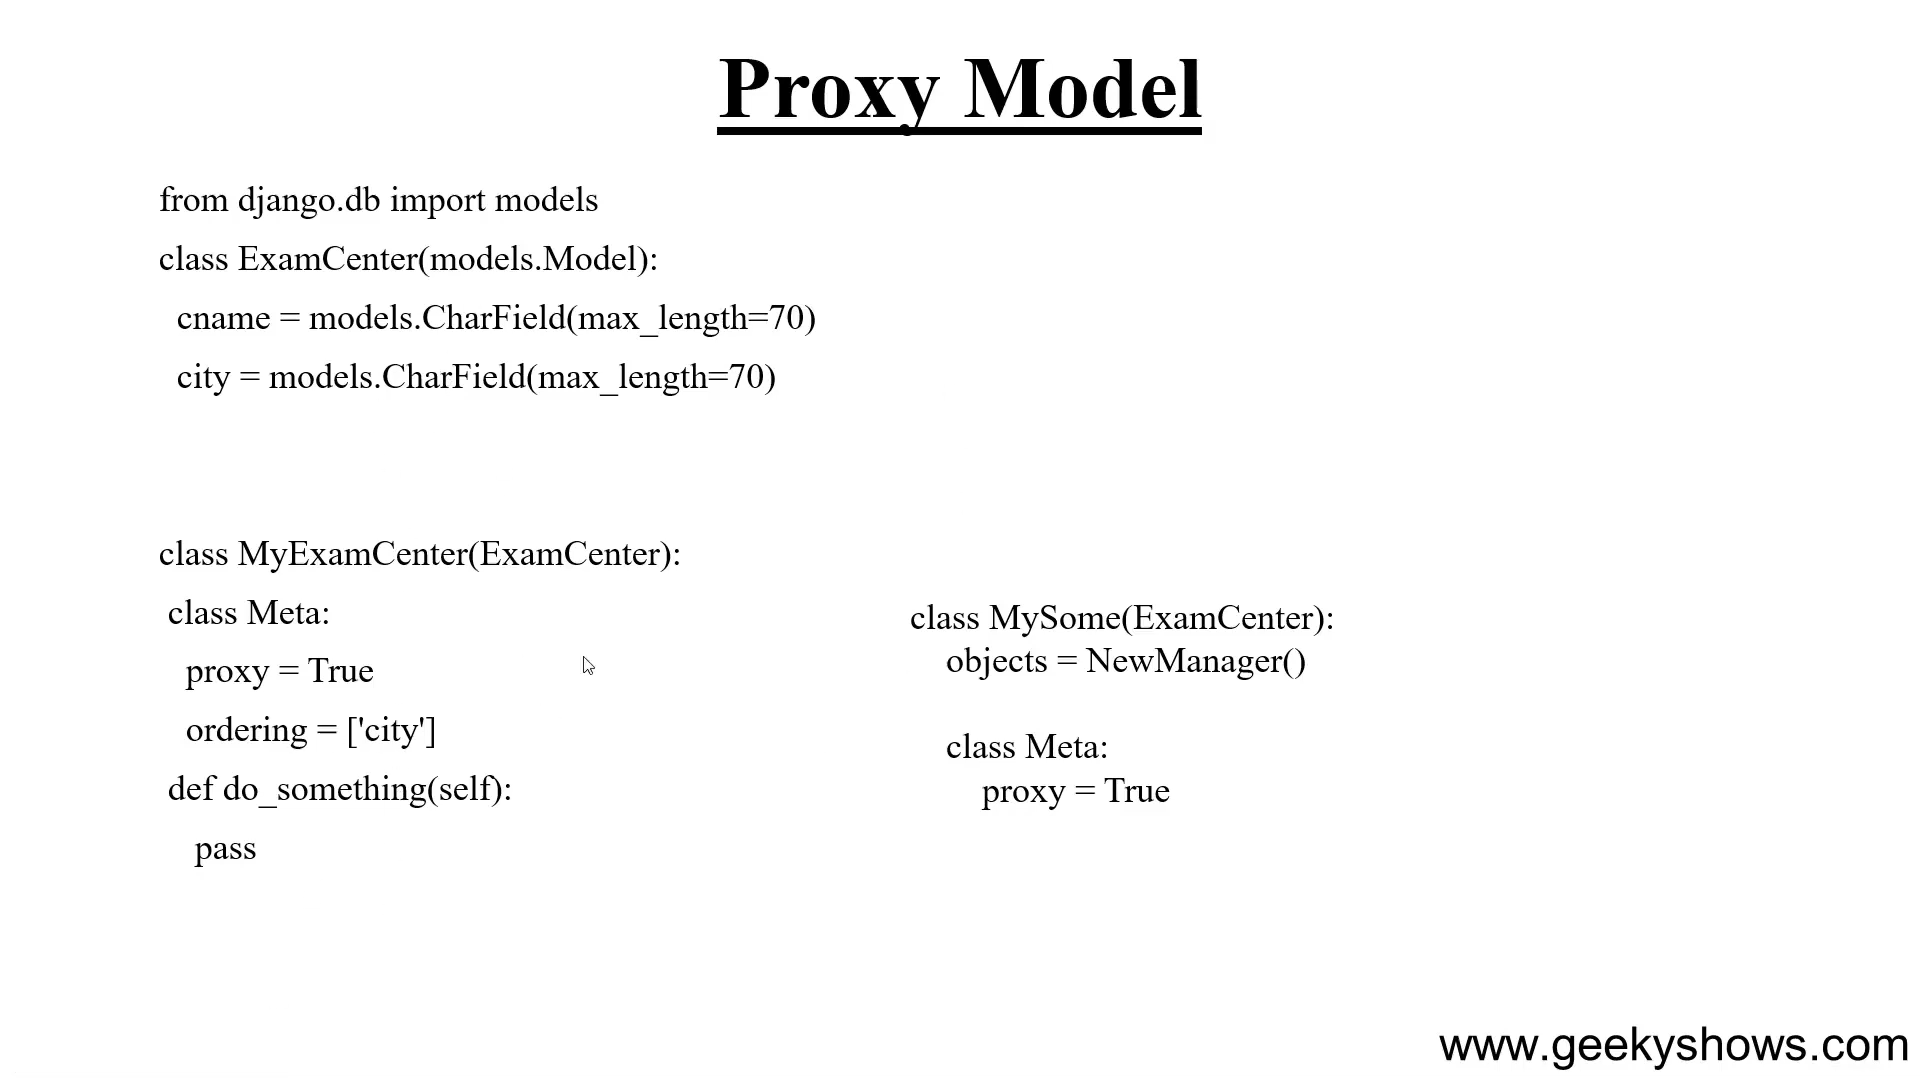 Proxy Model
from django.db import models
class ExamCenter(models.Model):
cname = models.CharField(max_length=70)
city = models.CharField(max_length=70)
class MyExamCenter(ExamCenter):
class Meta:
proxy = True
ordering = ['city']
def do_something(self):
pass
class MySome(ExamCenter):
objects = NewManager()
class Meta:
proxy = True
www.geekyshows.com